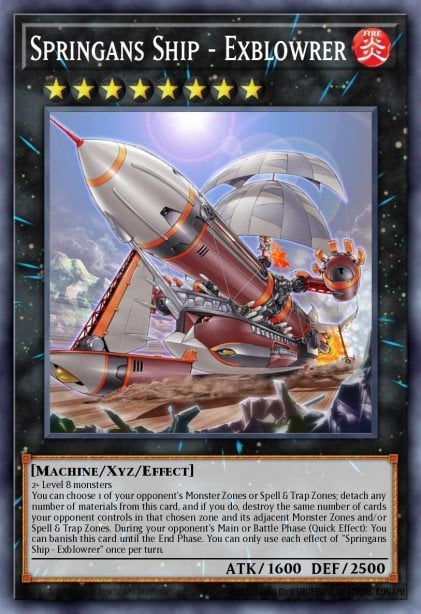 Springans Ship - Exblowrer
FIRE
炎
[Machine/Xyz/Effect]
2+ Level 8 monsters
You can choose 1 of your opponent's Monster Zones or Spell & Trap Zones; detach any
number of materials from this card, and if you do, destroy the same number of cards
your opponent controls in that chosen zone and its adjacent Monster Zones and/or
Spell & Trap Zones. During your opponent's Main or Battle Phase (Quick Effect): You
can banish this card until the End Phase. You can only use each effect of "Springans
Ship - Exblowrer" once per turn.
ATK/1600 DEF/2500